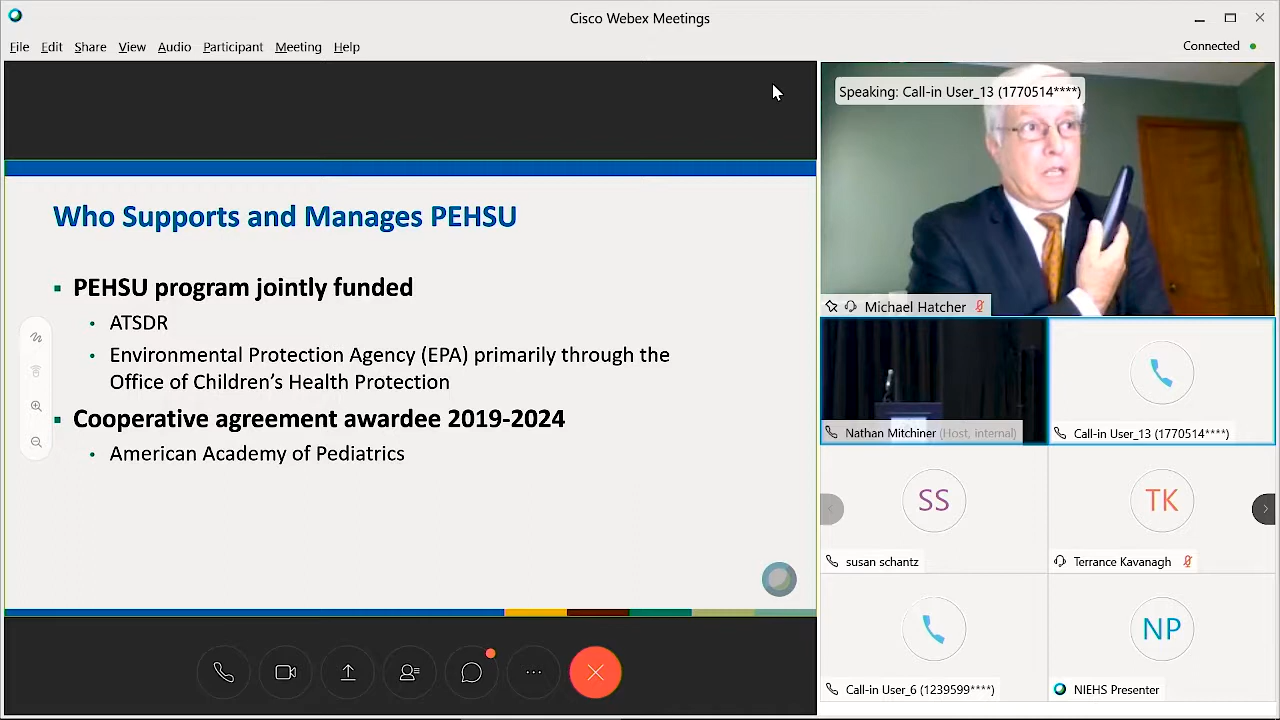 Cisco Webex Meetings
File Edit Share View Audio Participant Meeting Help
Connected
Speaking: Call-in User_13 (1770514****)
Michael Hatcher
Who Supports and Manages PEHSU
PEHSU program jointly funded
ATSDR
Environmental Protection Agency (EPA) primarily through the
Office of Children's Health Protection
Cooperative agreement awardee 2019-2024
American Academy of Pediatrics
Nathan Mitchiner (Host, internal)
Call-in User_13 (1770514****)
SS
susan schantz
TK
Terrance Kavanagh
Call-in User_6 (1239599****)
NP
NIEHS Presenter